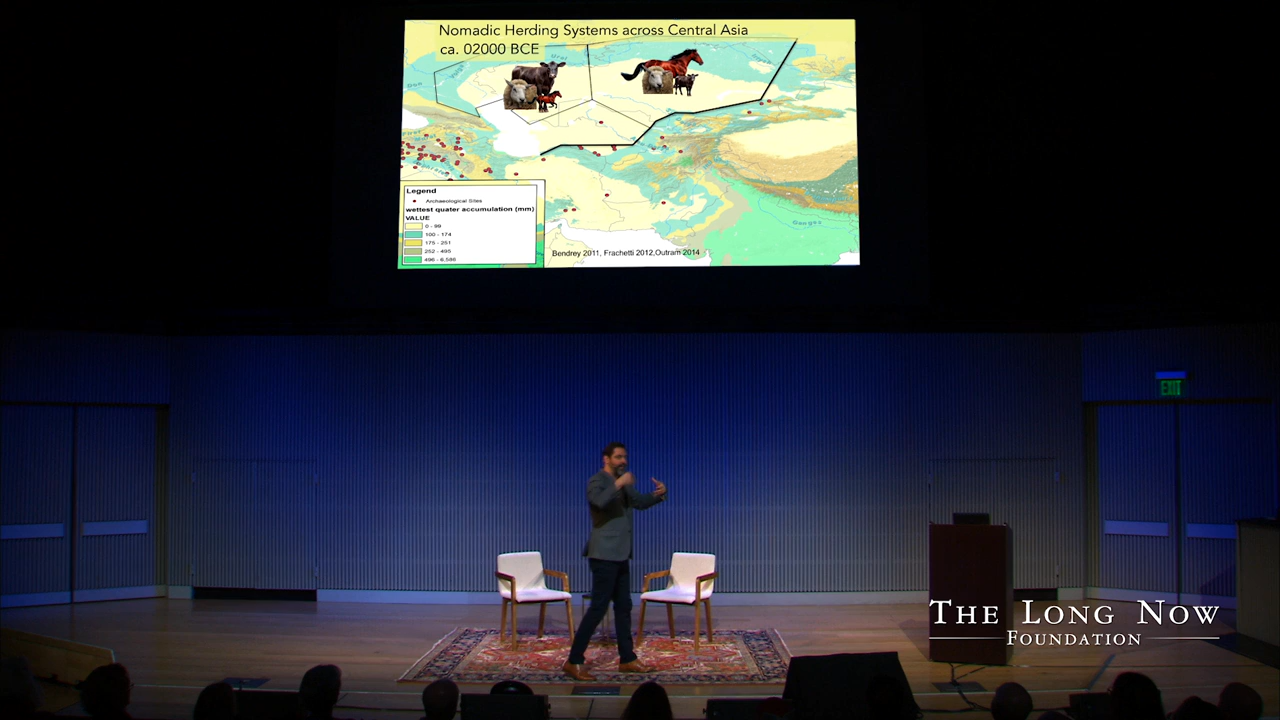 Nomadic Herding Systems across Central Asia
ca. 02000 BCE
Legend
Archaeological Sites
wettest quater accumulation (mm)
VALUE
0 - 99
100 - 174
175 - 251
252 - 495
496 - 6,586
Ganges
Bendrey 2011, Frachetti 2012,Outram 2014
EXIT
THE LONG NOW
FOUNDATION